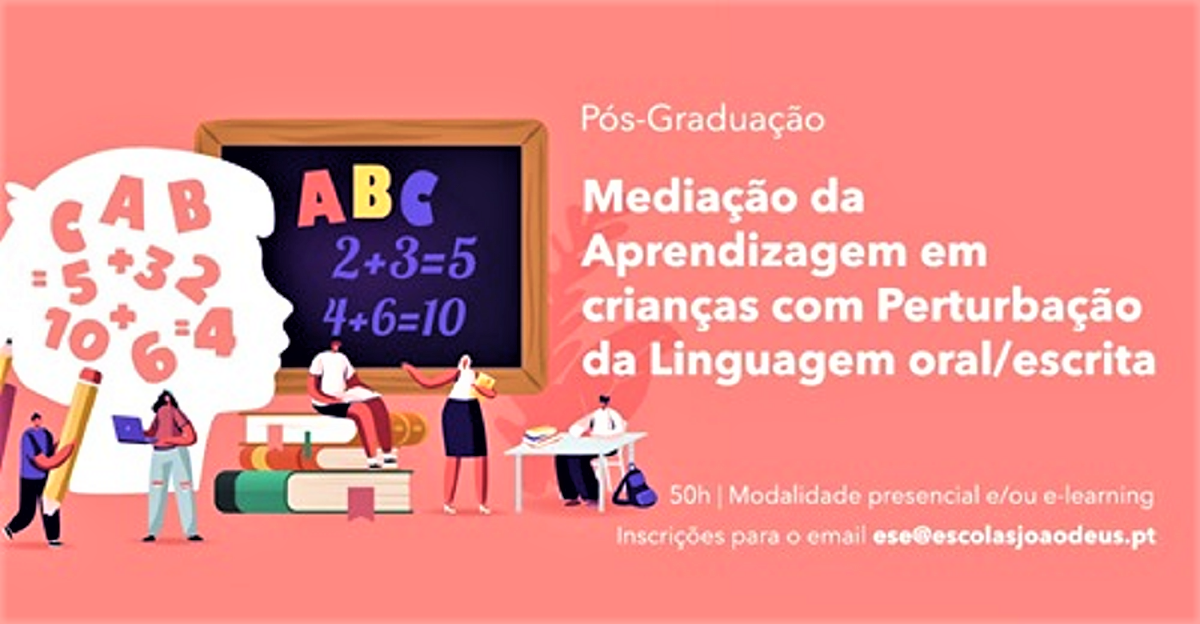 Pós-Graduação
Mediação da
Aprendizagem em
crianças com Perturbação
da Linguagem oral/escrita
50h | Modalidade presencial e/ou e-learning
Inscrições para o email ese@escolasjoaodeus.pt
ABC
2+3=5
4+6=10
C A B
=5 +3 2
10 + 6 =4